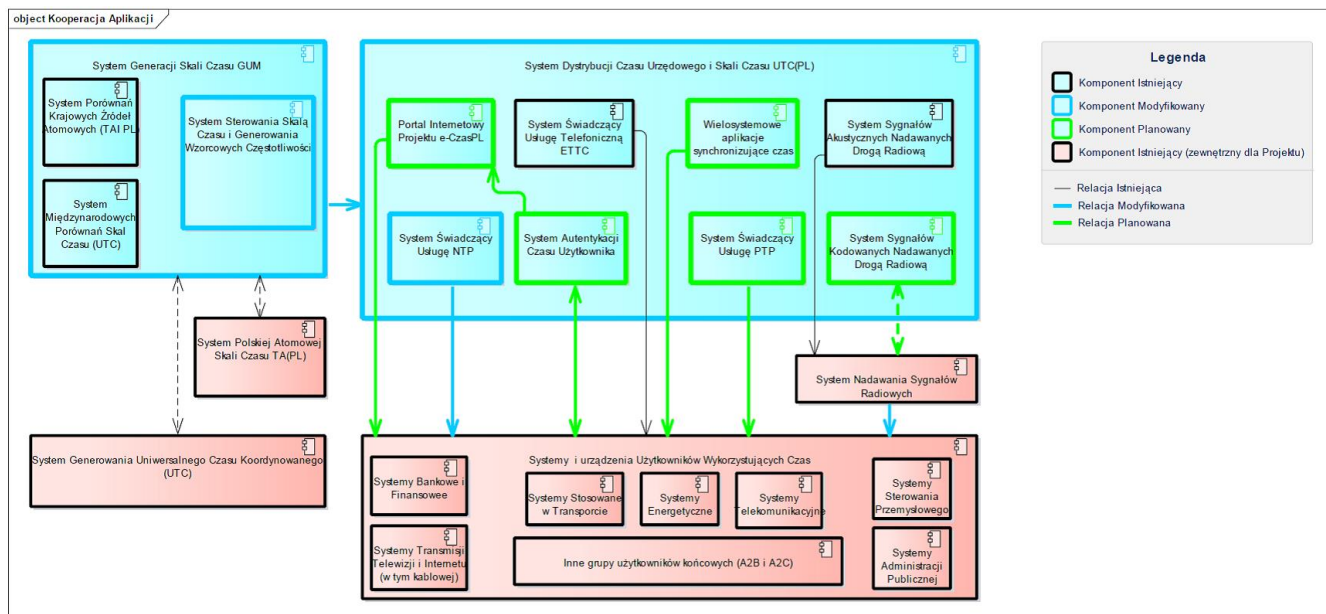 object Kooperacja Aplikacji
System Generacji Skali Czasu GUM
System Porównań
Krajowych Źródeł
Atomowych (TAI PL)
System Sterowania Skalą
Czasu i Generowania
Wzorcowych Częstotliwości
System
Międzynarodowych
Porównań Skal
Czasu (UTC)
System Dystrybucji Czasu Urzędowego i Skali Czasu UTC(PL)
Portal Internetowy
Projektu e-CzasPL
System Świadczący
Usługę Telefoniczną
ETTC
Wielosystemowe
aplikacje
synchronizujące czas
System Sygnałów
Akustycznych Nadawanych
Drogą Radiową
System Świadczący
Usługę NTP
System Autentykacji
Czasu Użytkownika
System Świadczący
Usługę PTP
System Sygnałów
Kodowanych Nadawanych
Drogą Radiową
Legenda
Komponent Istniejący
Komponent Modyfikowany
Komponent Planowany
Komponent Istniejący (zewnętrzny dla Projektu)
Relacja Istniejąca
Relacja Modyfikowana
Relacja Planowana
System Polskiej Atomowej
Skali Czasu TA(PL)
System Nadawania Sygnałów
Radiowych
System Generowania Uniwersalnego Czasu Koordynowanego
(UTC)
Systemy i urządzenia Użytkowników Wykorzystujących Czas
Systemy Bankowe i
Finansowee
Systemy Stosowane
w Transporcie
Systemy
Energetyczne
Systemy
Telekomunikacyjne
Systemy
Sterowania
Przemysłowego
Systemy Transmisji
Telewizji i Internetu
(w tym kablowej)
Inne grupy użytkowników końcowych (A2B i A2C)
Systemy
Administracji
Publicznej